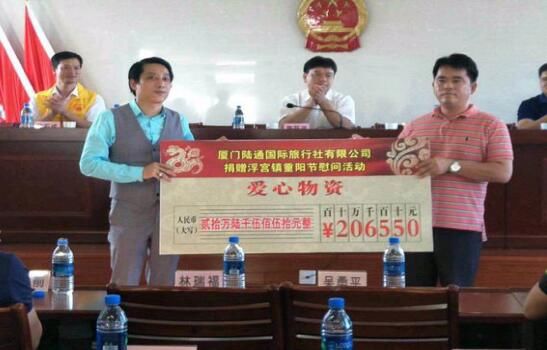 厦门陆通国际旅行社有限公司
捐赠浮宫镇重阳节慰问活动
爱心物资
人民币
(大写)
贰拾万陆千伍佰伍拾元整
百十万千百十元
¥206550
林瑞福
吴勇平